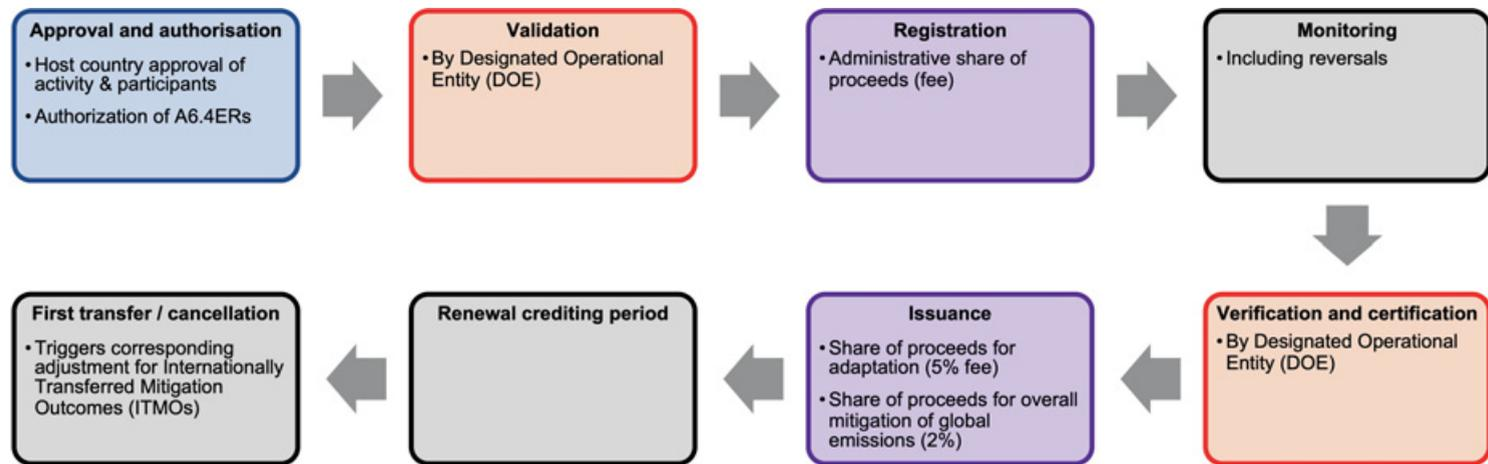 Approval and authorisation
• Host country approval of
activity & participants
• Authorization of A6.4ERs
Validation
• By Designated Operational
Entity (DOE)
Registration
• Administrative share of
proceeds (fee)
Monitoring
• Including reversals
Verification and certification
• By Designated Operational
Entity (DOE)
Issuance
• Share of proceeds for
adaptation (5% fee)
• Share of proceeds for overall
mitigation of global
emissions (2%)
Renewal crediting period
First transfer / cancellation
• Triggers corresponding
adjustment for Internationally
Transferred Mitigation
Outcomes (ITMOs)